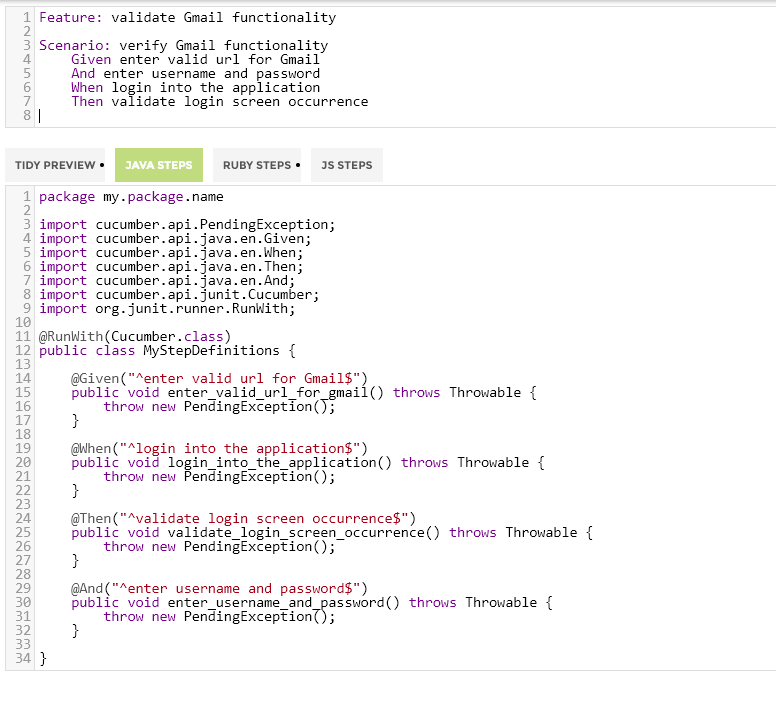 1 Feature: validate Gmail functionality
2
3 Scenario: verify Gmail functionality
4     Given enter valid url for Gmail
5     And enter username and password
6     When login into the application
7     Then validate login screen occurrence
8
TIDY PREVIEW • JAVA STEPS RUBY STEPS • JS STEPS
1 package my.package.name
2
3 import cucumber.api.PendingException;
4 import cucumber.api.java.en.Given;
5 import cucumber.api.java.en.When;
6 import cucumber.api.java.en.Then;
7 import cucumber.api.java.en.And;
8 import cucumber.api.junit.Cucumber;
9 import org.junit.runner.RunWith;
10
11 @RunWith(Cucumber.class)
12 public class MyStepDefinitions {
13
14     @Given("^enter valid url for Gmail$")
15     public void enter_valid_url_for_gmail() throws Throwable {
16         throw new PendingException();
17     }
18
19     @When("^login into the application$")
20     public void login_into_the_application() throws Throwable {
21         throw new PendingException();
22     }
23
24     @Then("^validate login screen occurrence$")
25     public void validate_login_screen_occurrence() throws Throwable {
26         throw new PendingException();
27     }
28
29     @And("^enter username and password$")
30     public void enter_username_and_password() throws Throwable {
31         throw new PendingException();
32     }
33
34 }